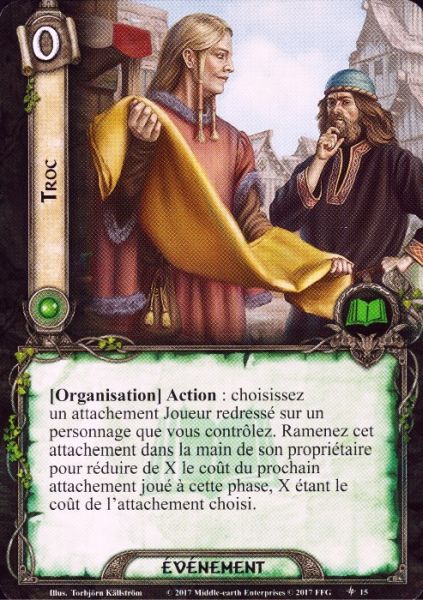 0
TROC
[Organisation] Action : choisissez
un attachement Joueur redressé sur un
personnage que vous contrôlez. Ramenez cet
attachement dans la main de son propriétaire
pour réduire de X le coût du prochain
attachement joué à cette phase, X étant le
coût de l'attachement choisi.
ÉVÉNEMENT
Illus. Torbjörn Källström © 2017 Middle-earth Enterprises © 2017 FFG 15